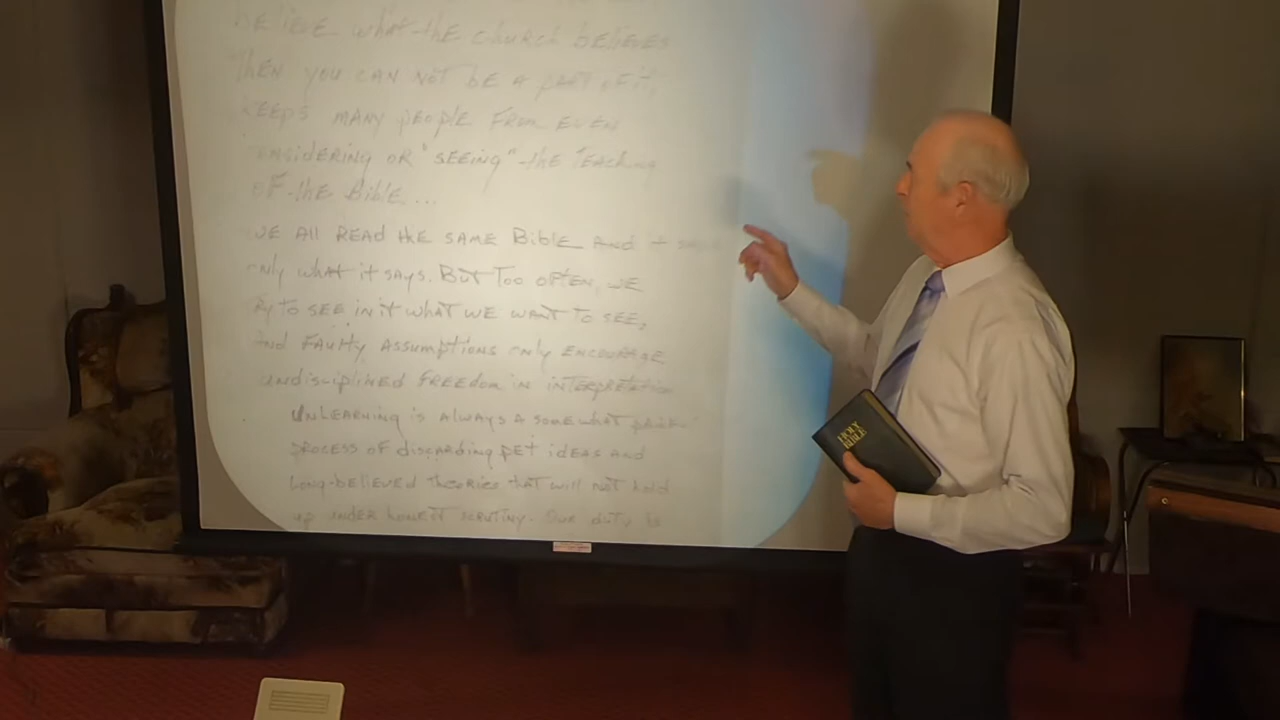 believe what the church believes
then you can not be a part of it,
keeps many people from even
considering or "seeing" the teaching
of the Bible...
we all read the same Bible and it
only what it says. But too often, we
try to see in it what we want to see,
and faulty assumptions only encourage
undisciplined freedom in interpretation
Unlearning is always a somewhat
process of discarding pet ideas and
long-believed theories that will not hold
up under honest scrutiny. Our duty is
HOLY
BIBLE